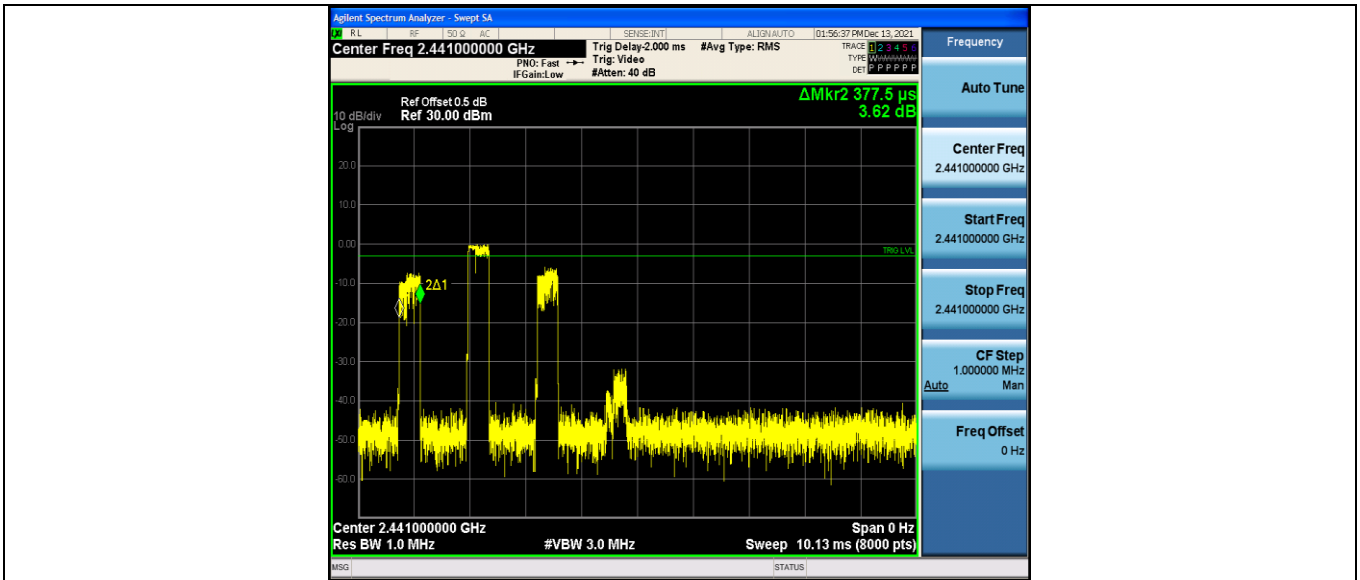 Agilent Spectrum Analyzer - Swept SA
RL RF 50 Ω AC SENSE:INT ALIGNAUTO 01:56:37 PM Dec 13, 2021
Center Freq 2.441000000 GHz
Trig Delay-2.000 ms #Avg Type: RMS
TRACE 1 2 3 4 5 6
PNO: Fast Trig: Video
TYPE W
IFGain:Low #Atten: 40 dB
DET P P P P P P
Frequency
Auto Tune
ΔMkr2 377.5 µs
3.62 dB
Ref Offset 0.5 dB
10 dB/div Ref 30.00 dBm
Log
20.0
10.0
0.00
TRIG LVL
-10.0
2Δ1
-20.0
-30.0
-40.0
-50.0
-60.0
Center 2.441000000 GHz Span 0 Hz
Res BW 1.0 MHz #VBW 3.0 MHz Sweep 10.13 ms (8000 pts)
Center Freq
2.441000000 GHz
Start Freq
2.441000000 GHz
Stop Freq
2.441000000 GHz
CF Step
1.000000 MHz
Auto Man
Freq Offset
0 Hz
MSG STATUS